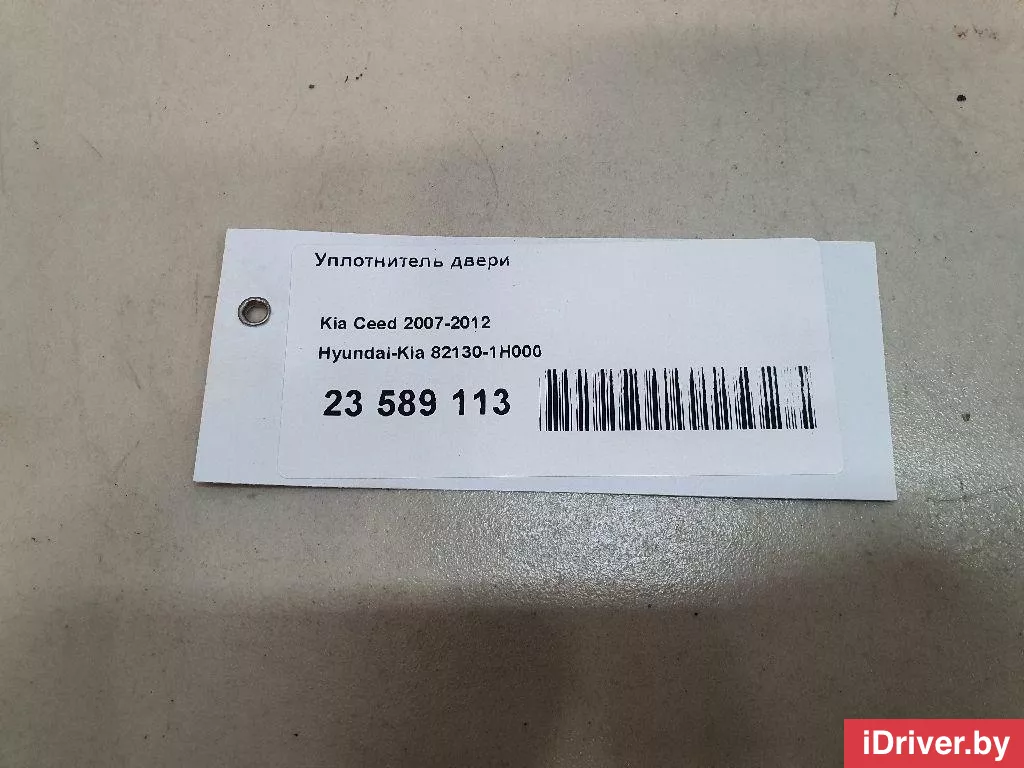 Уплотнитель двери
Kia Ceed 2007-2012
Hyundai-Kia 82130-1H000
23 589 113
iDriver.by